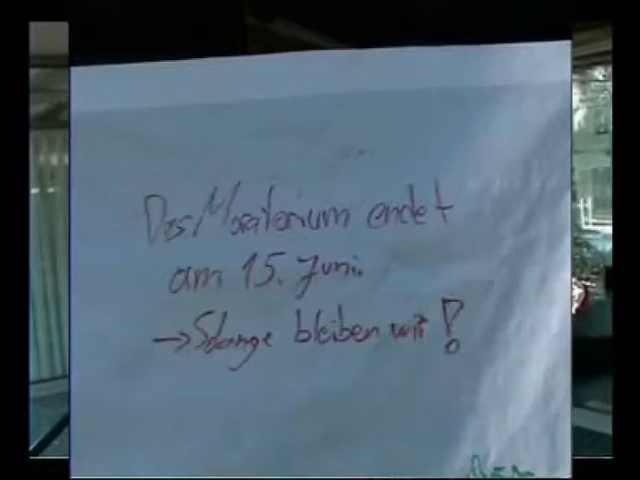 Das Moratorium endet
am 15. Juni.
→ Solange bleiben wir!